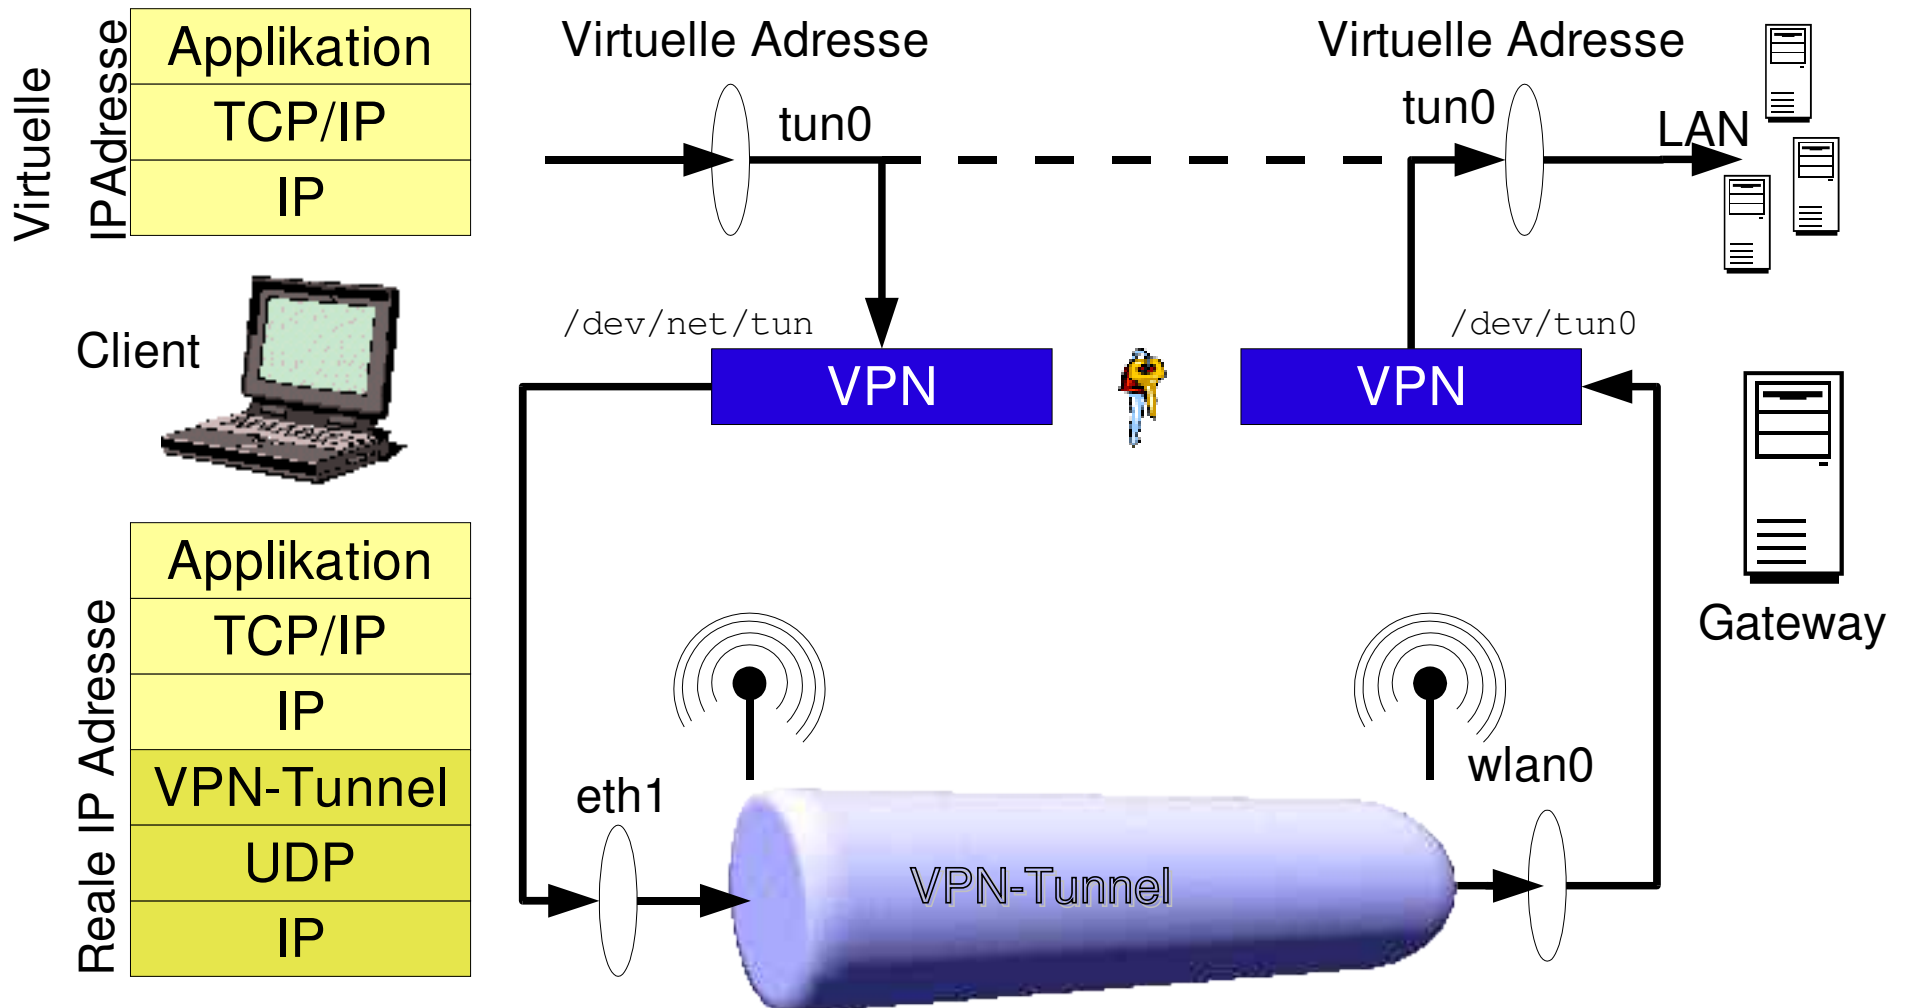 Virtuelle
IPAdresse
Applikation
TCP/IP
IP
Virtuelle Adresse
tun0
Virtuelle Adresse
tun0
LAN
Client
/dev/net/tun
VPN
/dev/tun0
VPN
Gateway
Reale IP Adresse
Applikation
TCP/IP
IP
VPN-Tunnel
UDP
IP
eth1
wlan0
VPN-Tunnel